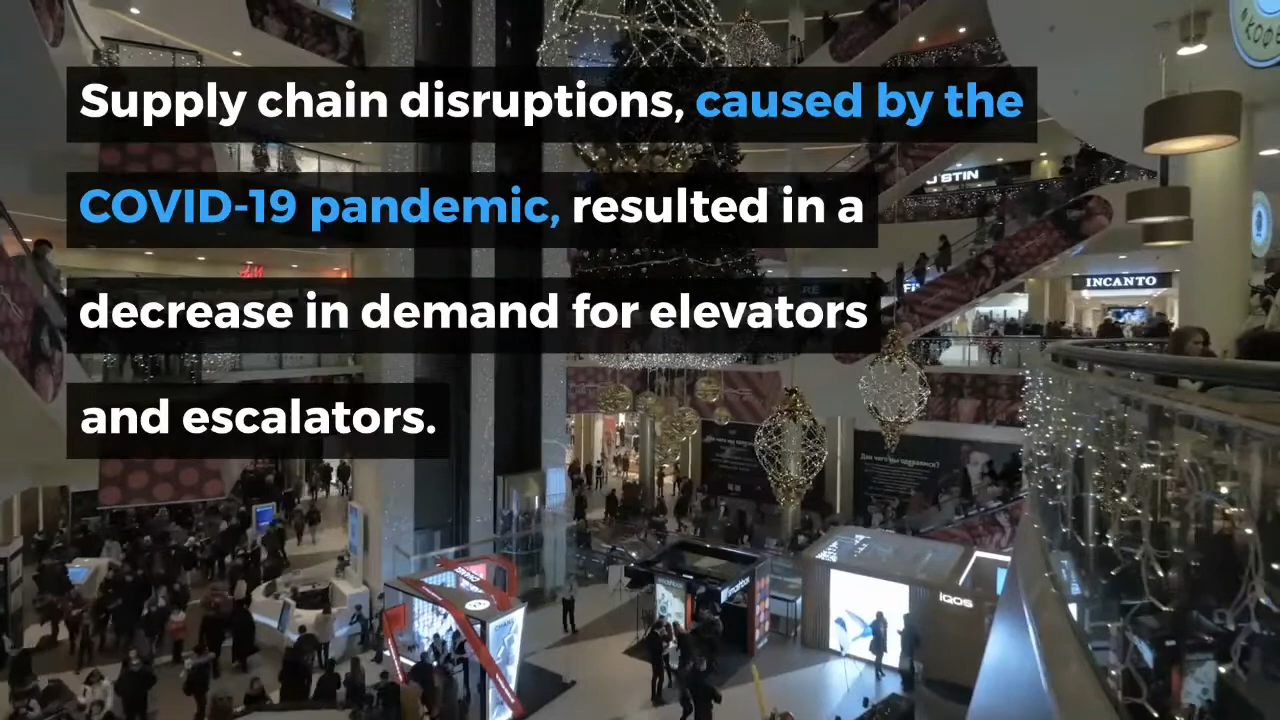 Supply chain disruptions, caused by the
COVID-19 pandemic, resulted in a
decrease in demand for elevators
and escalators.
INCANTO
IQOS